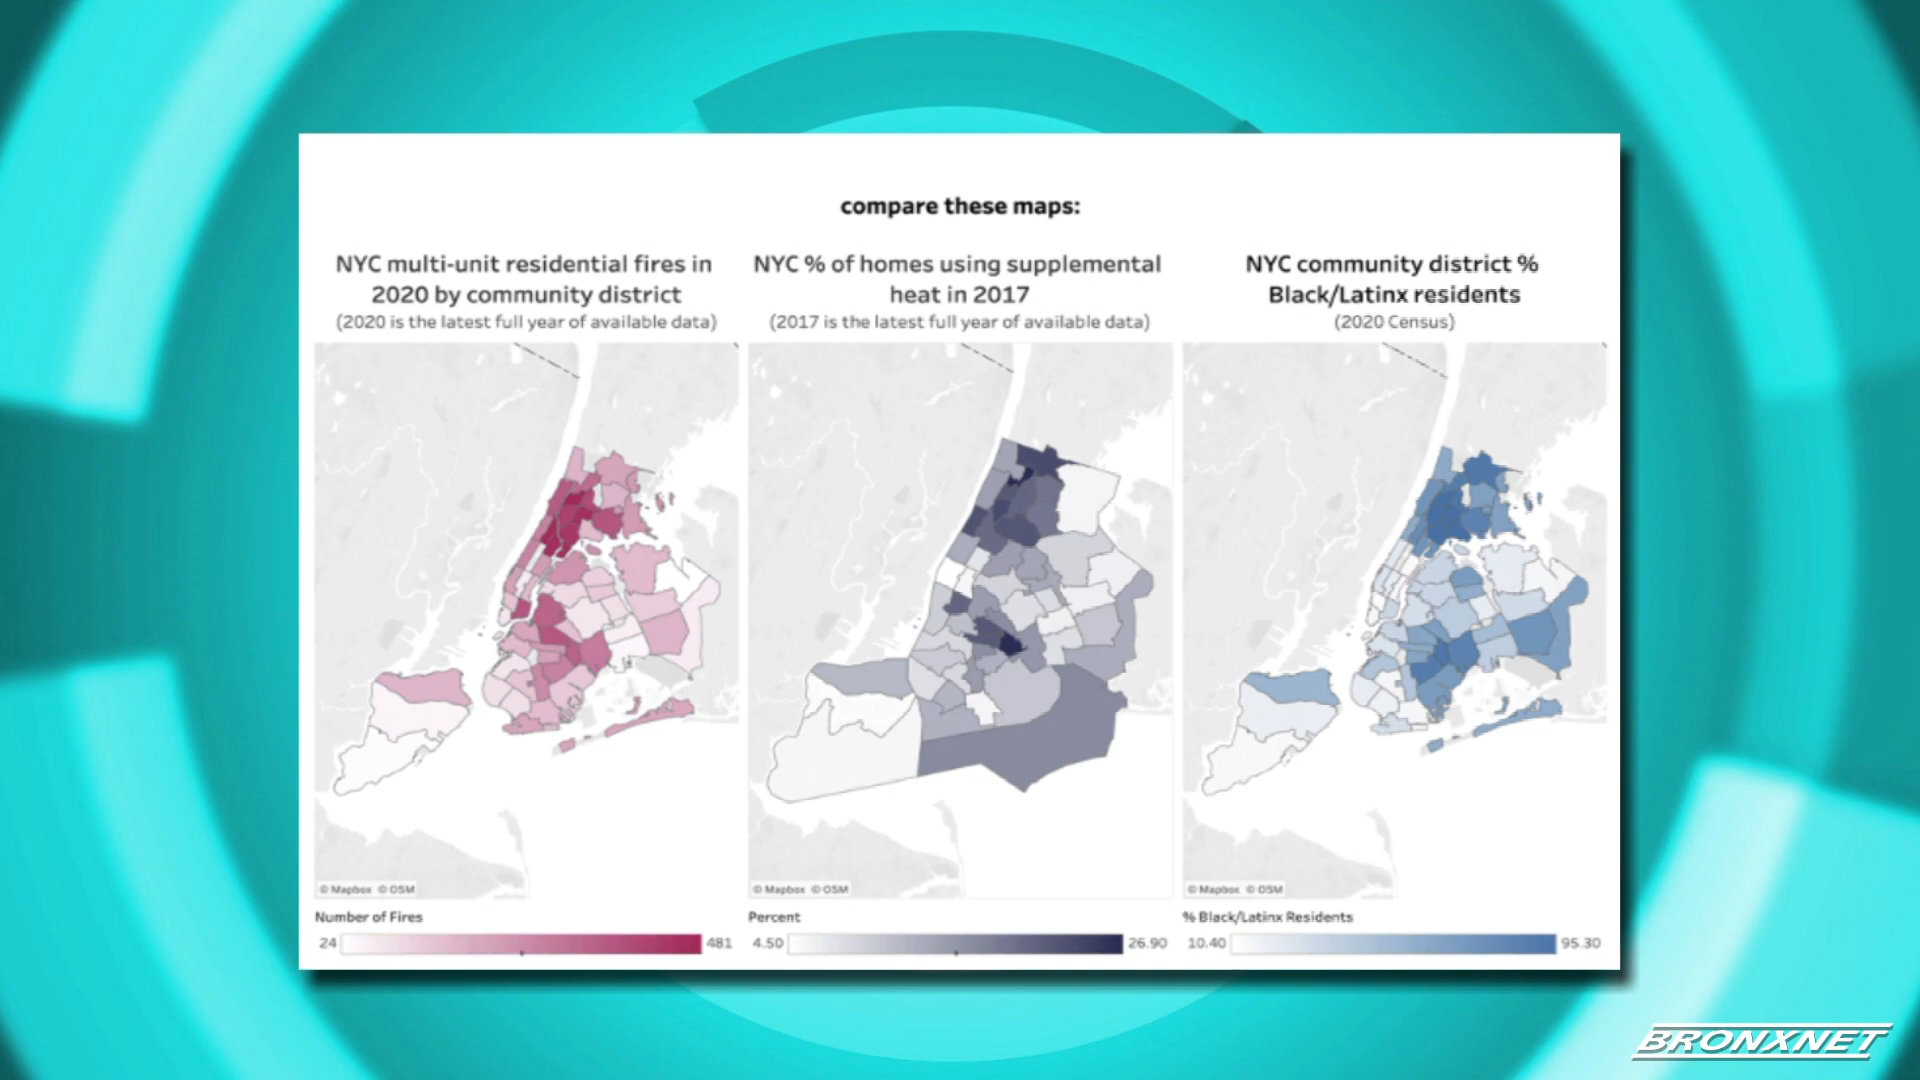 compare these maps:
NYC multi-unit residential fires in
2020 by community district
(2020 is the latest full year of available data)
NYC % of homes using supplemental
heat in 2017
(2017 is the latest full year of available data)
NYC community district %
Black/Latinx residents
(2020 Census)
© Mapbox © OSM
© Mapbox © OSM
© Mapbox © OSM
Number of Fires
24 481
Percent
4.50 26.90
% Black/Latinx Residents
10.40 95.30
BRONXNET